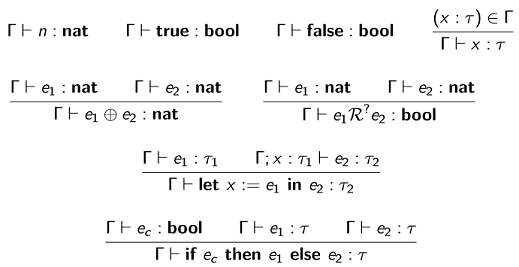 Γ ⊢ n : nat Γ ⊢ true : bool Γ ⊢ false : bool (x : τ) ∈ Γ
Γ ⊢ x : τ
Γ ⊢ e₁ : nat Γ ⊢ e₂ : nat Γ ⊢ e₁ : nat Γ ⊢ e₂ : nat
Γ ⊢ e₁ ⊕ e₂ : nat Γ ⊢ e₁ℛ?e₂ : bool
Γ ⊢ e₁ : τ₁ Γ; x : τ₁ ⊢ e₂ : τ₂
Γ ⊢ let x := e₁ in e₂ : τ₂
Γ ⊢ e_c : bool Γ ⊢ e₁ : τ Γ ⊢ e₂ : τ
Γ ⊢ if e_c then e₁ else e₂ : τ